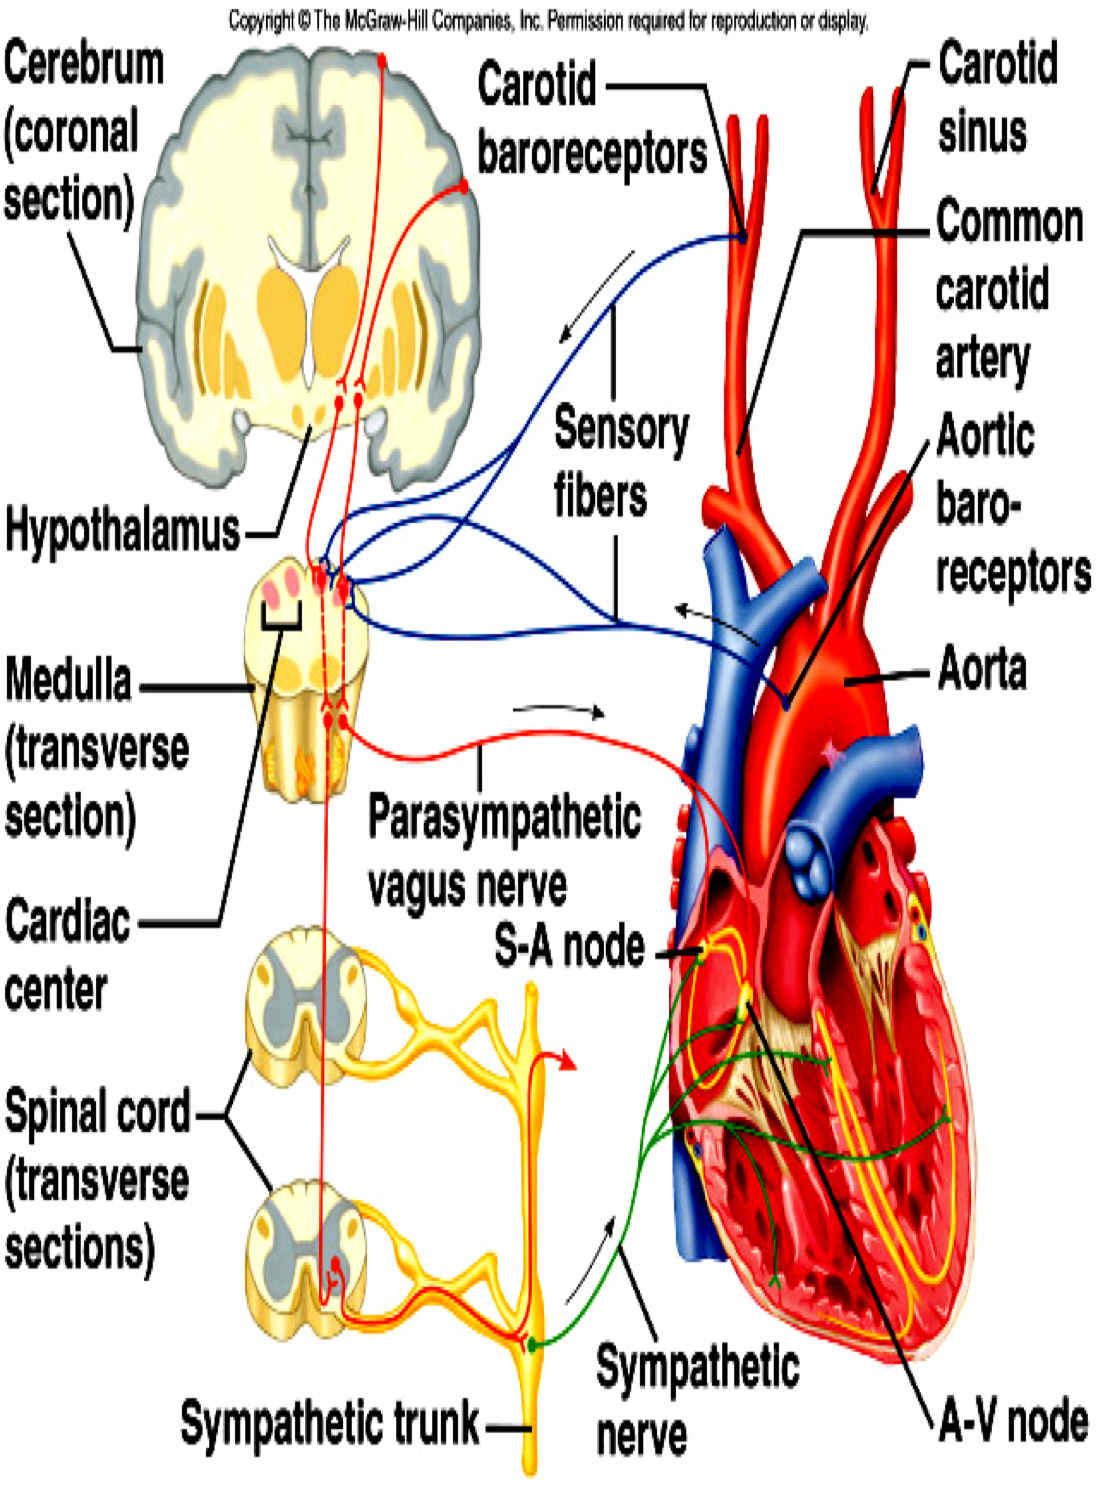 Copyright © The McGraw-Hill Companies, Inc. Permission required for reproduction or display.
Cerebrum
(coronal
section)
Carotid
baroreceptors
Carotid
sinus
Common
carotid
artery
Sensory
fibers
Aortic
baro-
receptors
Hypothalamus
Aorta
Medulla
(transverse
section)
Parasympathetic
vagus nerve
Cardiac
center
S-A node
Spinal cord
(transverse
sections)
Sympathetic
nerve
Sympathetic trunk
A-V node